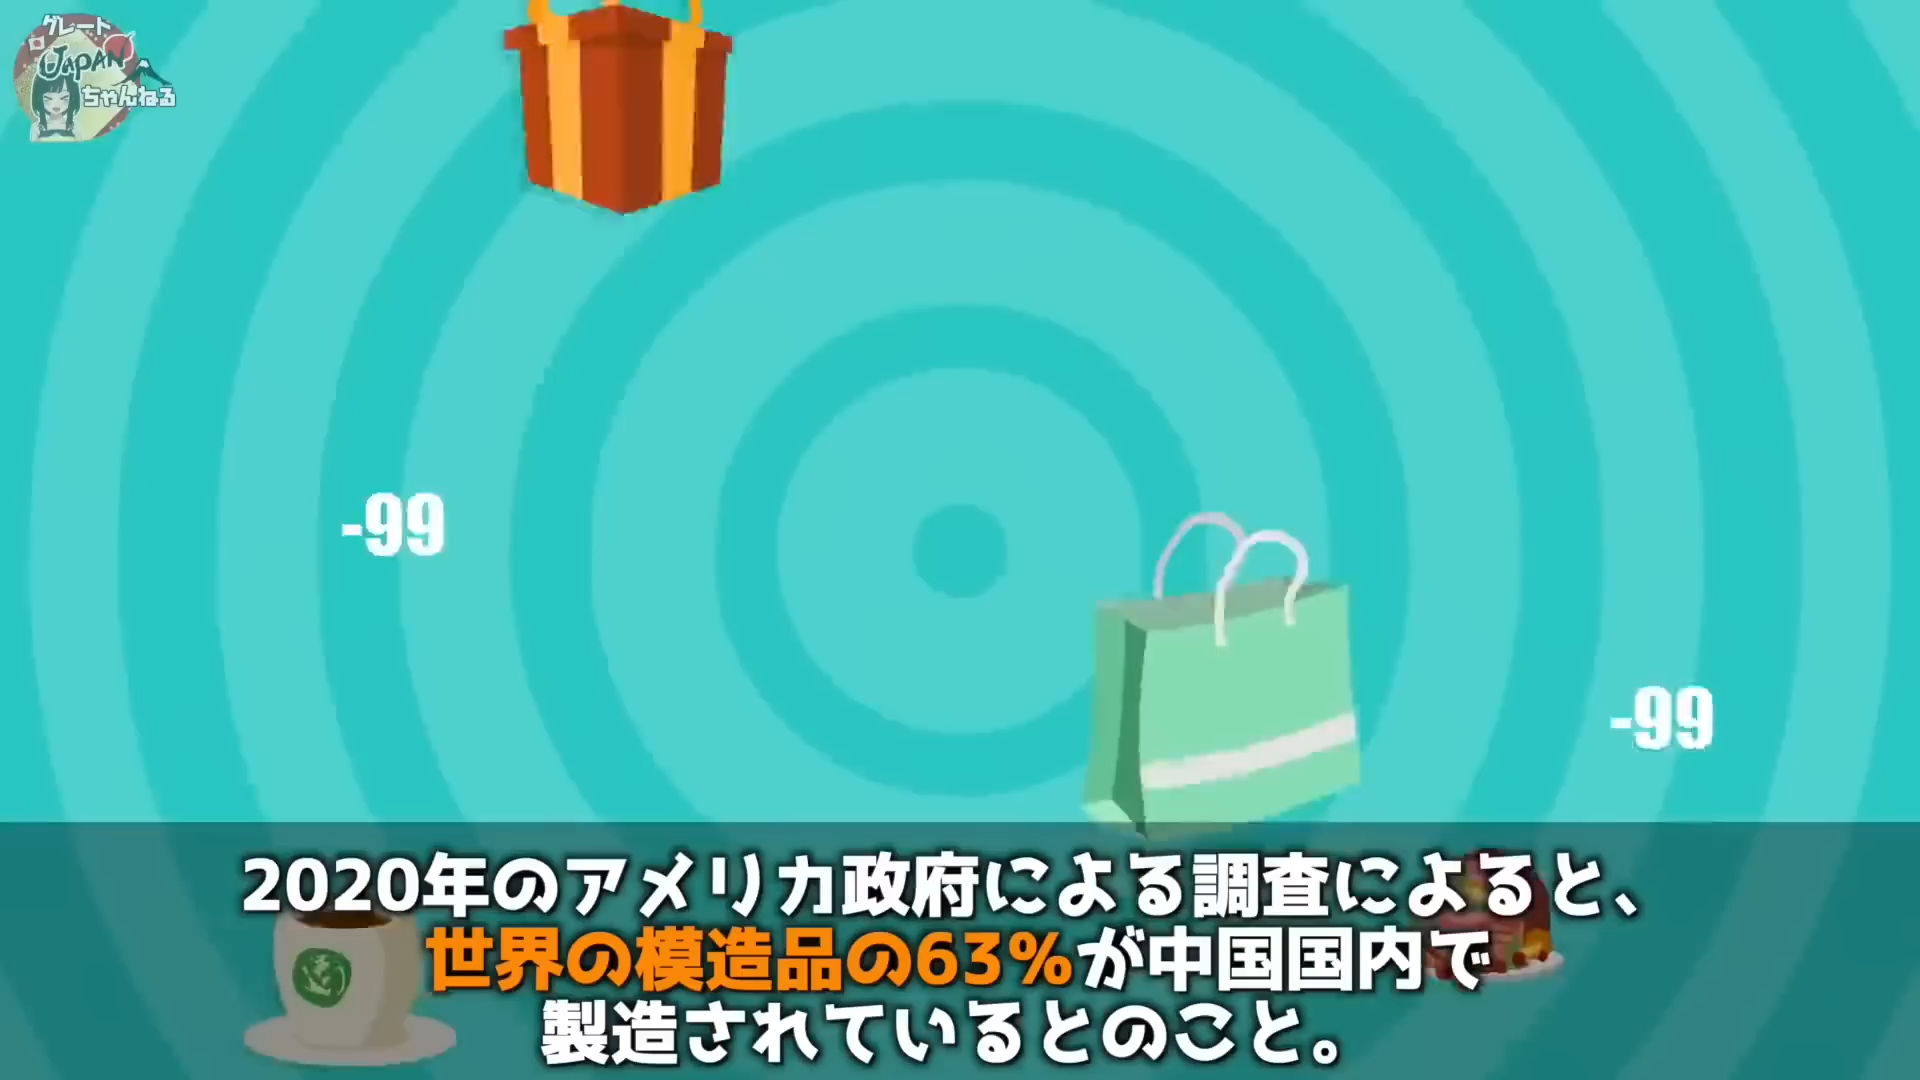 グレート
JAPAN
ちゃんねる
-99
-99
2020年のアメリカ政府による調査によると、
世界の模造品の63%が中国国内で
製造されているとのこと。